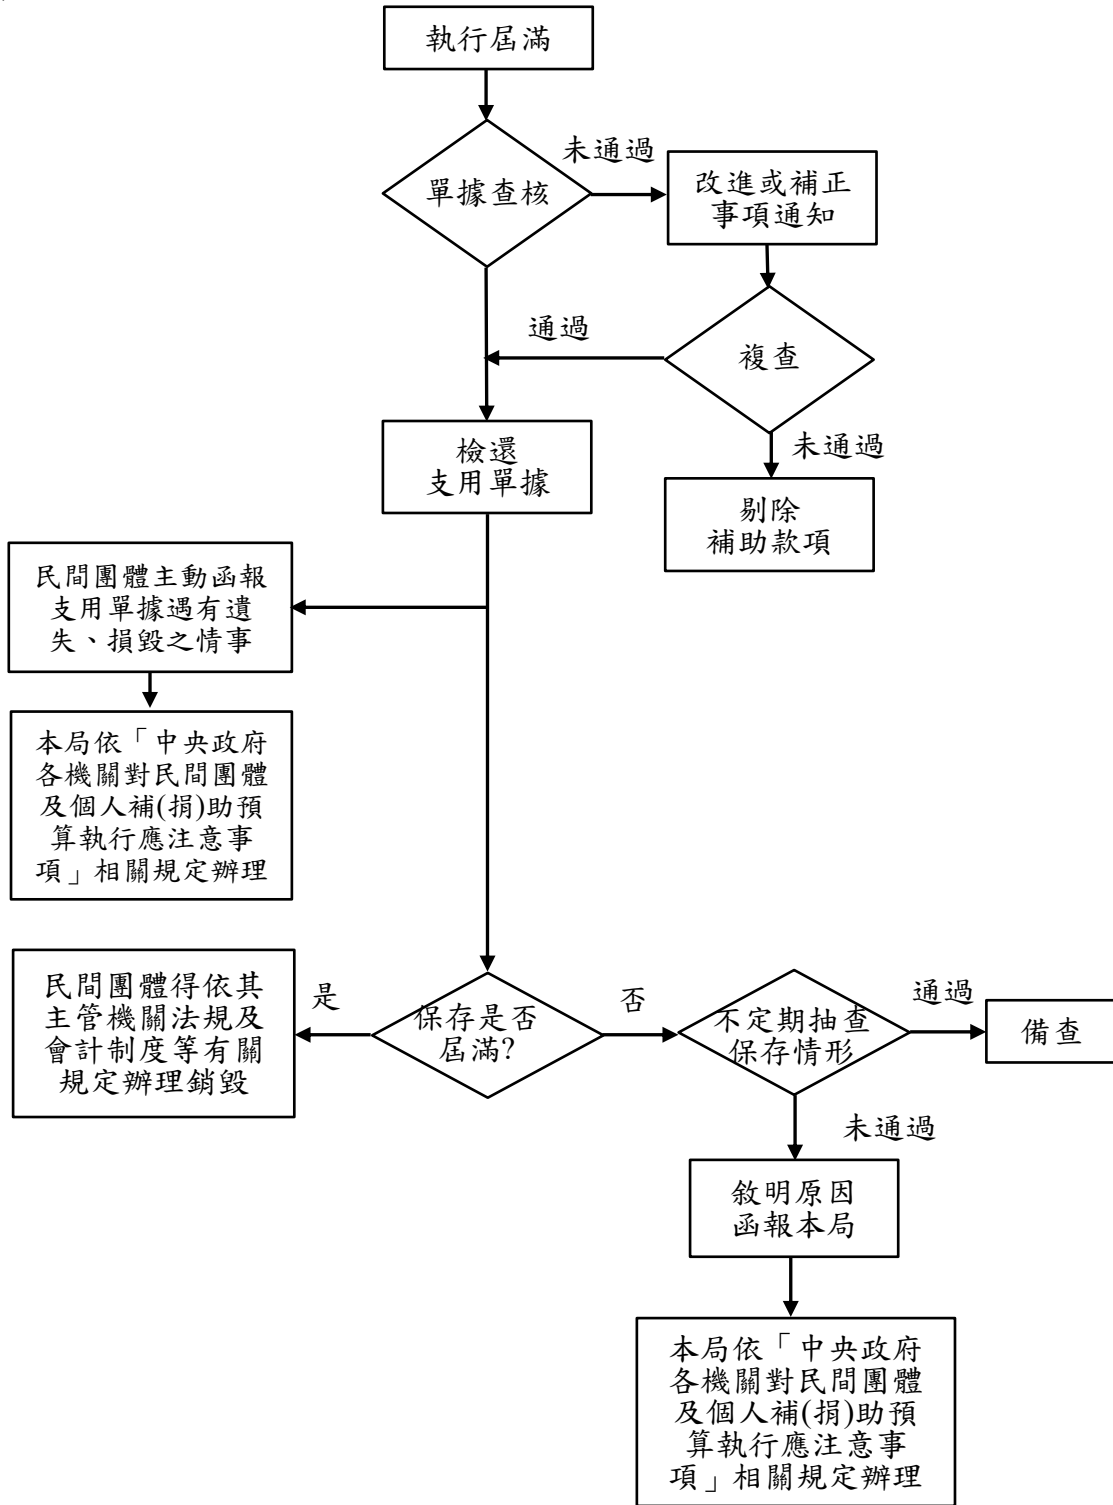 執行屆滿
未通過
單據查核
改進或補正
事項通知
通過
複查
檢還
支用單據
未通過
剔除
補助款項
民間團體主動函報
支用單據遇有遺
失、損毀之情事
本局依「中央政府
各機關對民間團體
及個人補(捐)助預
算執行應注意事
項」相關規定辦理
民間團體得依其
主管機關法規及
會計制度等有關
規定辦理銷毀
是
保存是否
屆滿?
否
不定期抽查
保存情形
通過
備查
未通過
敘明原因
函報本局
本局依「中央政府
各機關對民間團體
及個人補(捐)助預
算執行應注意事
項」相關規定辦理